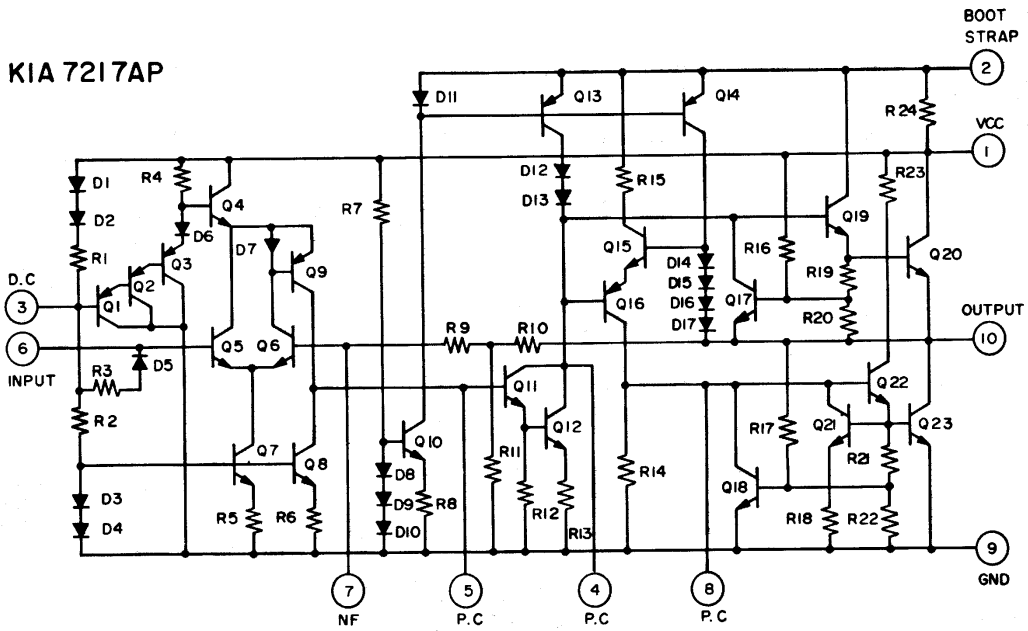 KIA 7217AP
BOOT
STRAP
2
D11
Q13
Q14
R24
VCC
1
D1
R4
R15
R23
D12
D13
D2
Q4
R7
D6
D7
Q19
R1
Q3
Q9
Q15
D14
R16
Q20
D.C
3
Q2
Q1
D15
R19
Q16
D16
Q17
R20
D17
OUTPUT
10
6
INPUT
Q5
Q6
R9
R10
D5
R3
Q11
Q22
R2
Q10
Q12
R17
Q21
Q23
Q7
Q8
R11
R14
R21
D8
Q18
D3
D9
R8
R12
R18
R22
D4
R5
R6
D10
R13
9
GND
7
NF
5
P.C
4
P.C
8
P.C